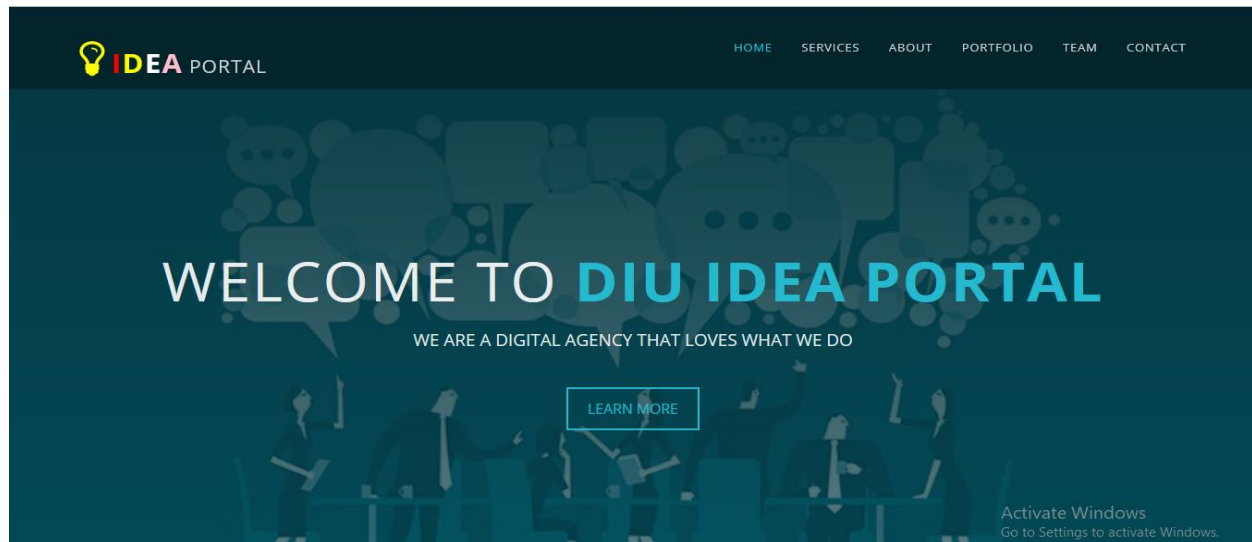 IDEA PORTAL
HOME SERVICES ABOUT PORTFOLIO TEAM CONTACT
WELCOME TO DIU IDEA PORTAL
WE ARE A DIGITAL AGENCY THAT LOVES WHAT WE DO
LEARN MORE
Activate Windows
Go to Settings to activate Windows.